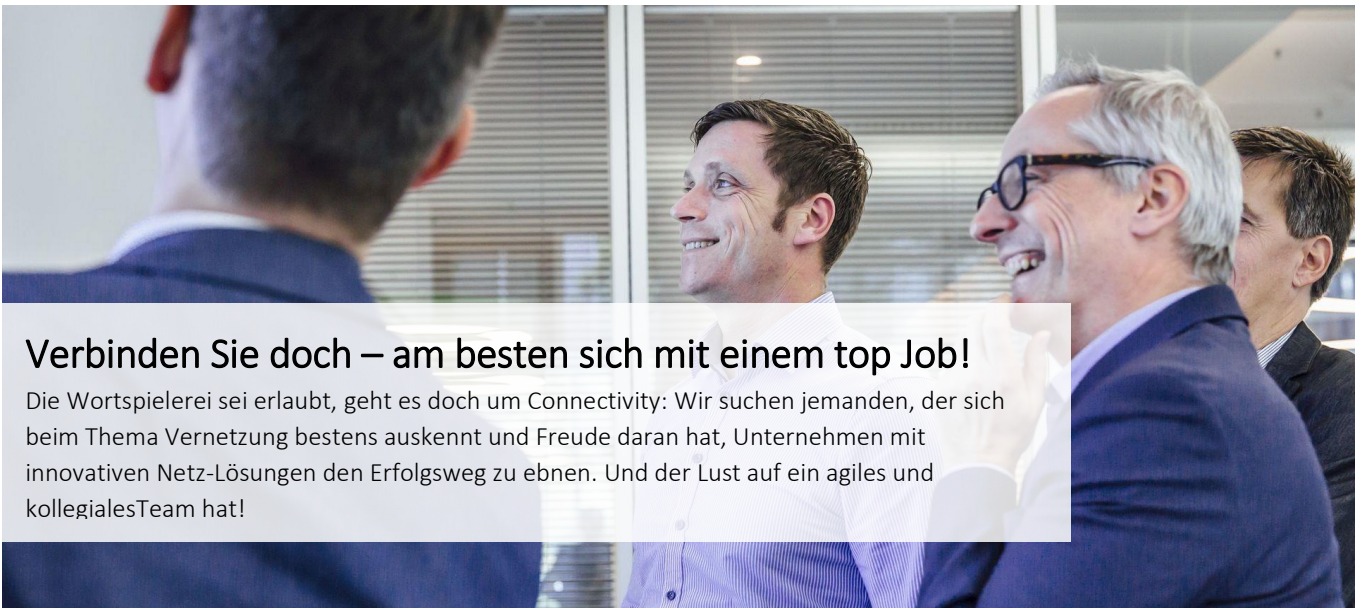 Verbinden Sie doch – am besten sich mit einem top Job!
Die Wortspielerei sei erlaubt, geht es doch um Connectivity: Wir suchen jemanden, der sich
beim Thema Vernetzung bestens auskennt und Freude daran hat, Unternehmen mit
innovativen Netz-Lösungen den Erfolgsweg zu ebnen. Und der Lust auf ein agiles und
kollegialesTeam hat!